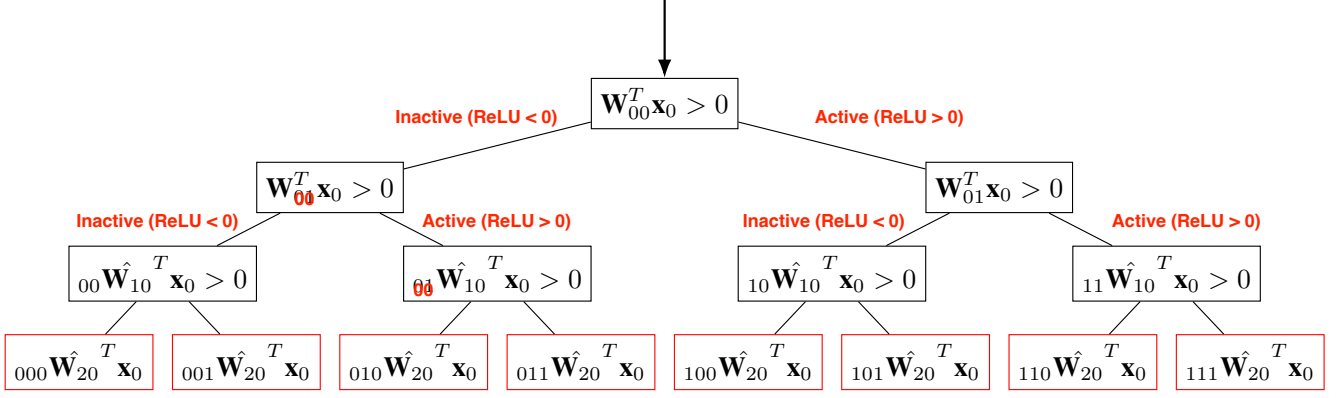 W_{00}^T x_0 > 0
Inactive (ReLU < 0)
Active (ReLU > 0)
W_{01}^T x_0 > 0
00
W_{01}^T x_0 > 0
Inactive (ReLU < 0)
Active (ReLU > 0)
Inactive (ReLU < 0)
Active (ReLU > 0)
_{00}Ŵ_{10}^T x_0 > 0
_{01}Ŵ_{10}^T x_0 > 0
00
_{10}Ŵ_{10}^T x_0 > 0
_{11}Ŵ_{10}^T x_0 > 0
_{000}Ŵ_{20}^T x_0
_{001}Ŵ_{20}^T x_0
_{010}Ŵ_{20}^T x_0
_{011}Ŵ_{20}^T x_0
_{100}Ŵ_{20}^T x_0
_{101}Ŵ_{20}^T x_0
_{110}Ŵ_{20}^T x_0
_{111}Ŵ_{20}^T x_0